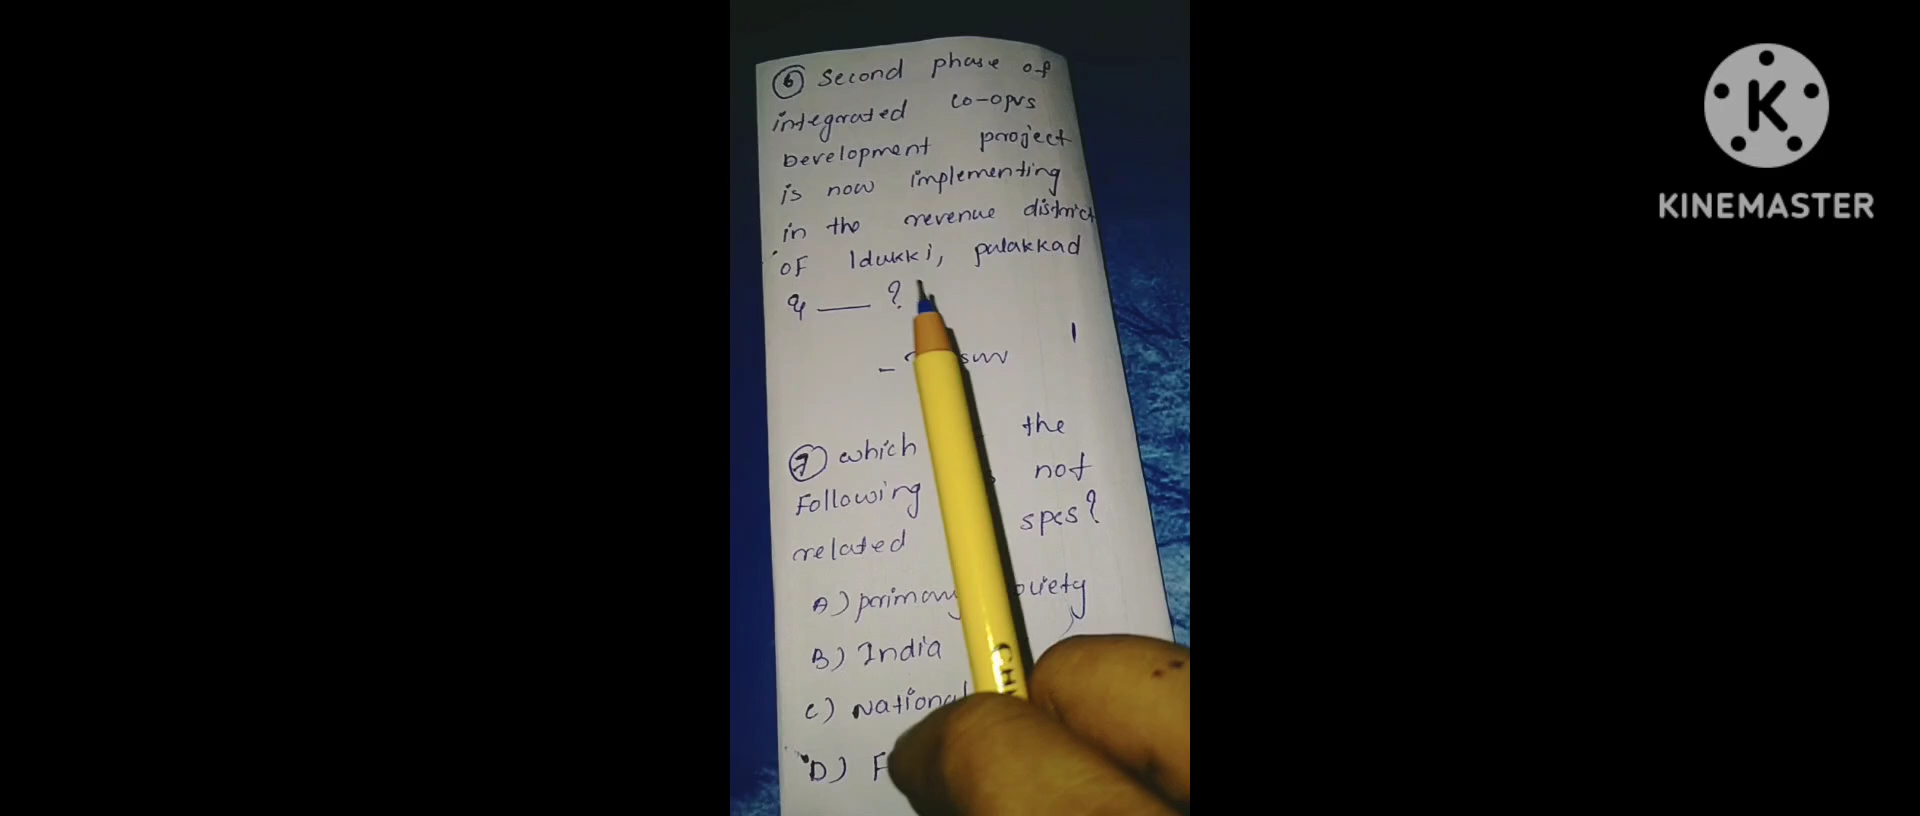 6 Second phase of
integrated co-opvs
Development project
is now implementing
in the revenue district
of Idukki, palakkad
& ___ ?
7 which the
Following not
related spcs?
A) primary
B) India
C) National
D) F
K
KINEMASTER